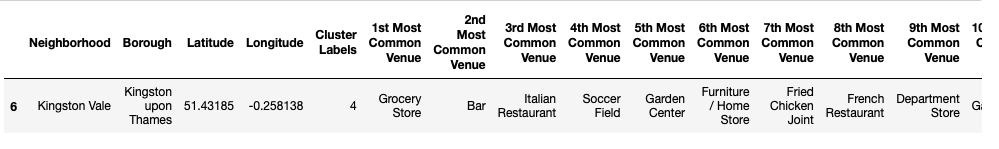 Neighborhood Borough Latitude Longitude Cluster Labels 1st Most Common Venue 2nd Most Common Venue 3rd Most Common Venue 4th Most Common Venue 5th Most Common Venue 6th Most Common Venue 7th Most Common Venue 8th Most Common Venue 9th Most Common Venue
6 Kingston Vale Kingston upon Thames 51.43185 -0.258138 4 Grocery Store Bar Italian Restaurant Soccer Field Garden Center Furniture / Home Store Fried Chicken Joint French Restaurant Department Store